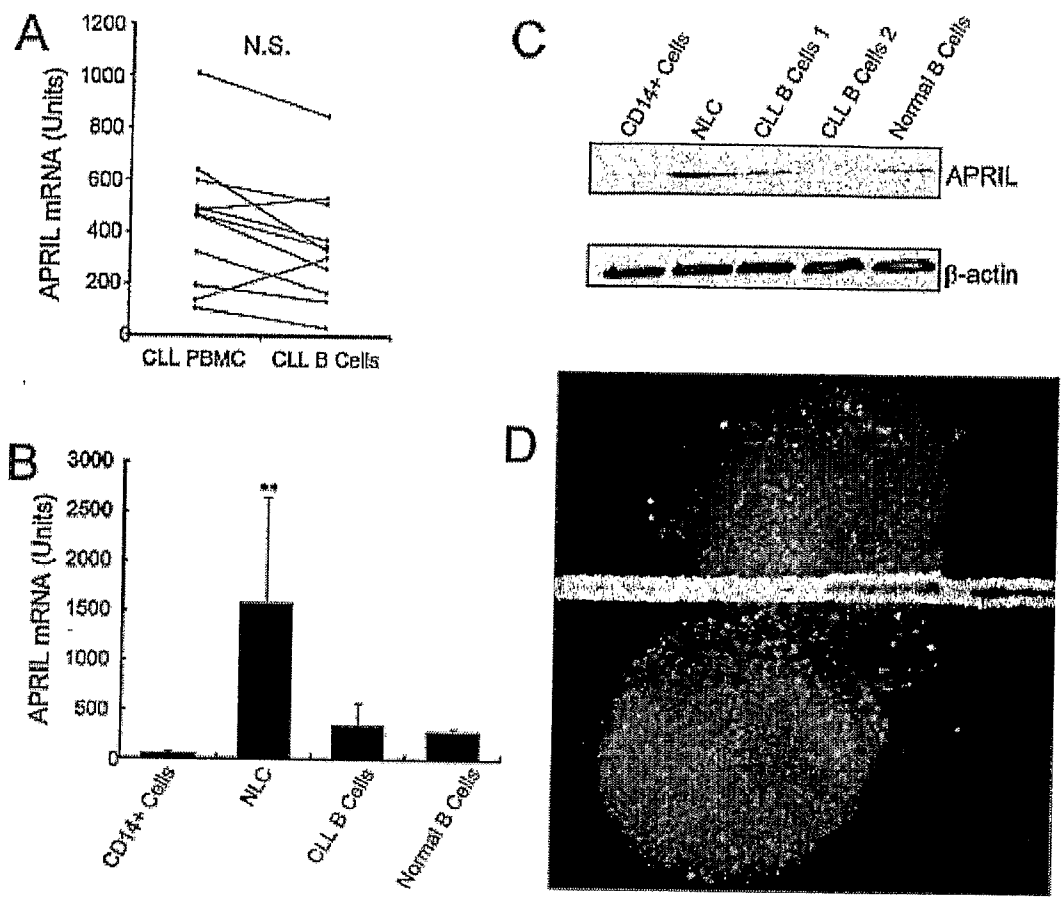 A
1200
1000
800
600
400
200
0
APRIL mRNA (Units)
N.S.
CLL PBMC
CLL B Cells
B
3000
2500
2000
1500
1000
500
0
APRIL mRNA (Units)
**
CD14+ Cells
NLC
CLL B Cells
Normal B Cells
C
CD14+ Cells
NLC
CLL B Cells 1
CLL B Cells 2
Normal B Cells
APRIL
β-actin
D